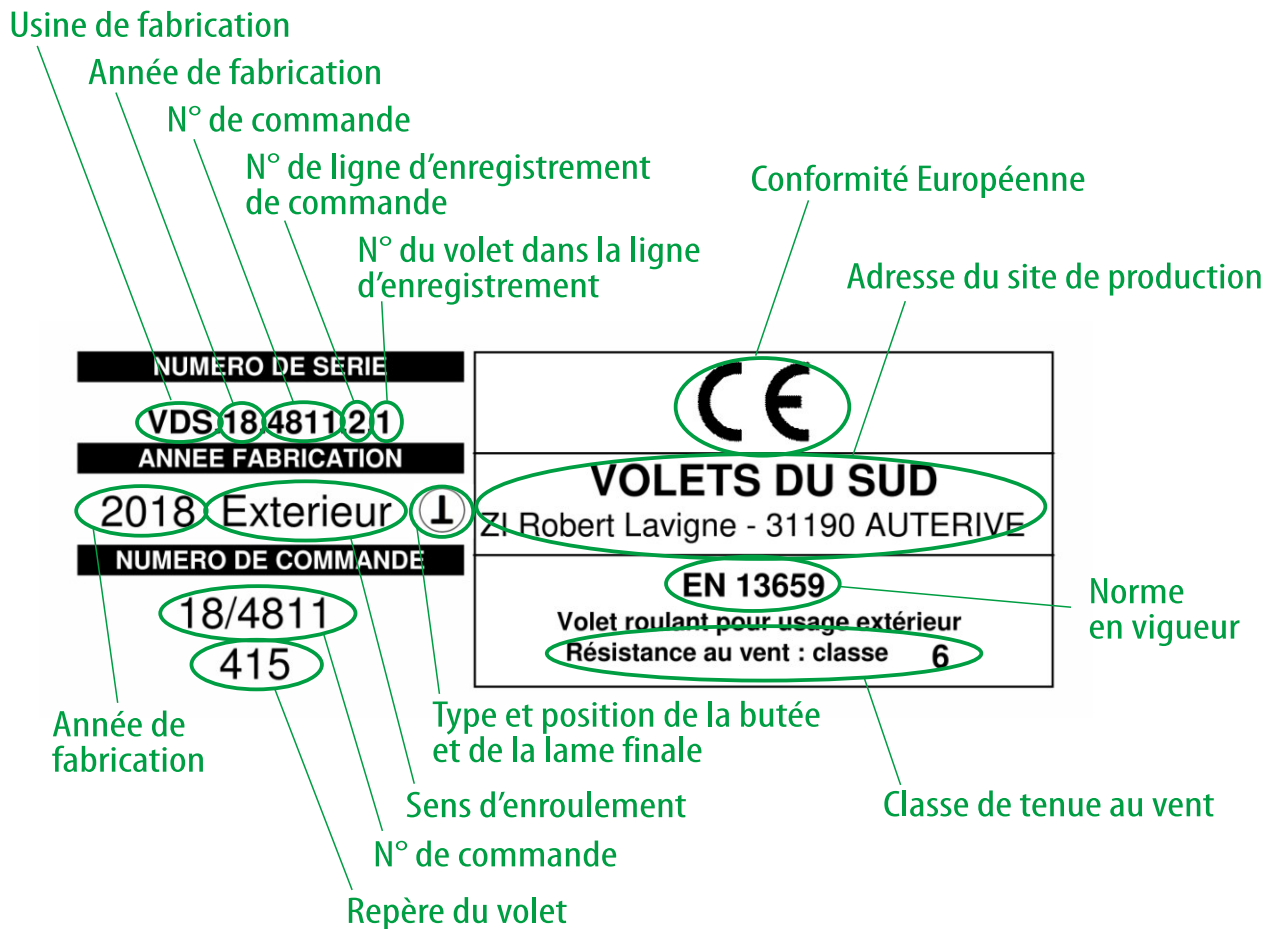 Usine de fabrication
Année de fabrication
N° de commande
N° de ligne d'enregistrement
de commande
N° du volet dans la ligne
d'enregistrement
Conformité Européenne
Adresse du site de production
NUMERO DE SERIE
VDS.18.4811.2.1
ANNEE FABRICATION
2018 Exterieur
NUMERO DE COMMANDE
18/4811
415
CE
VOLETS DU SUD
ZI Robert Lavigne - 31190 AUTERIVE
EN 13659
Volet roulant pour usage extérieur
Résistance au vent : classe 6
Norme
en vigueur
Année de
fabrication
Type et position de la butée
et de la lame finale
Sens d'enroulement
N° de commande
Repère du volet
Classe de tenue au vent